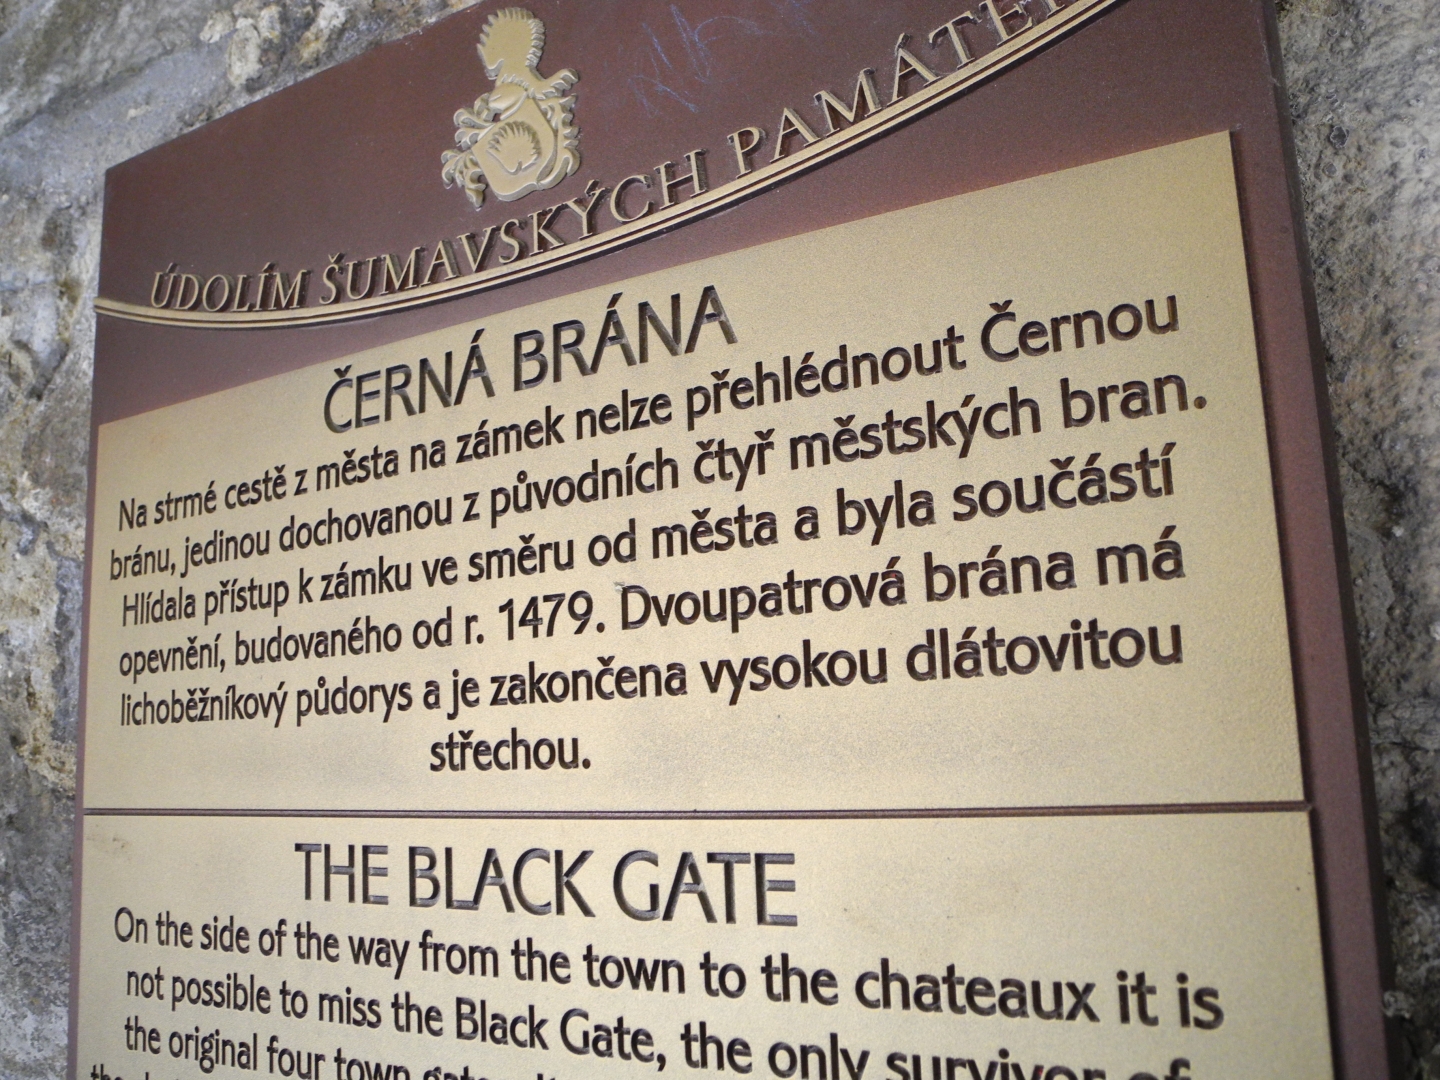 ÚDOLÍM ŠUMAVSKÝCH
ČERNÁ BRÁNA
Na strmé cestě z města na zámek nelze přehlédnout Černou
bránu, jedinou dochovanou z původních čtyř městských bran.
Hlídala přístup k zámku ve směru od města a byla součástí
opevnění, budovaného od r. 1479. Dvoupatrová brána má
lichoběžníkový půdorys a je zakončena vysokou dlátovitou
střechou.
THE BLACK GATE
On the side of the way from the town to the chateaux it is
not possible to miss the Black Gate, the only survivor of
the original four town